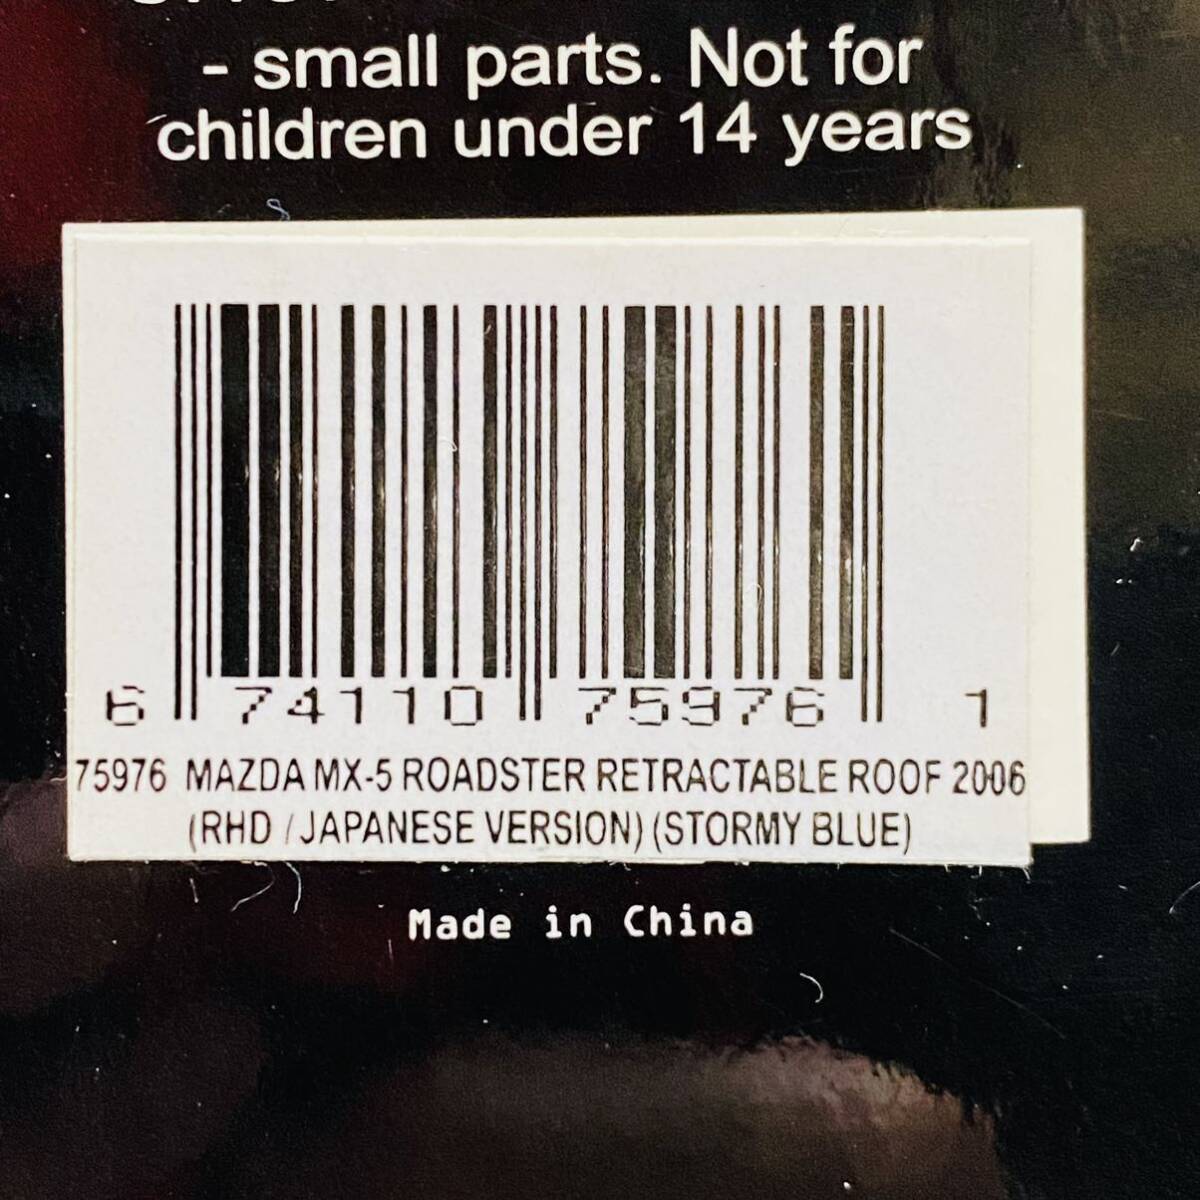 - small parts. Not for
children under 14 years
6 74110 75976 1
75976 MAZDA MX-5 ROADSTER RETRACTABLE ROOF 2006
(RHD / JAPANESE VERSION) (STORMY BLUE)
Made in China